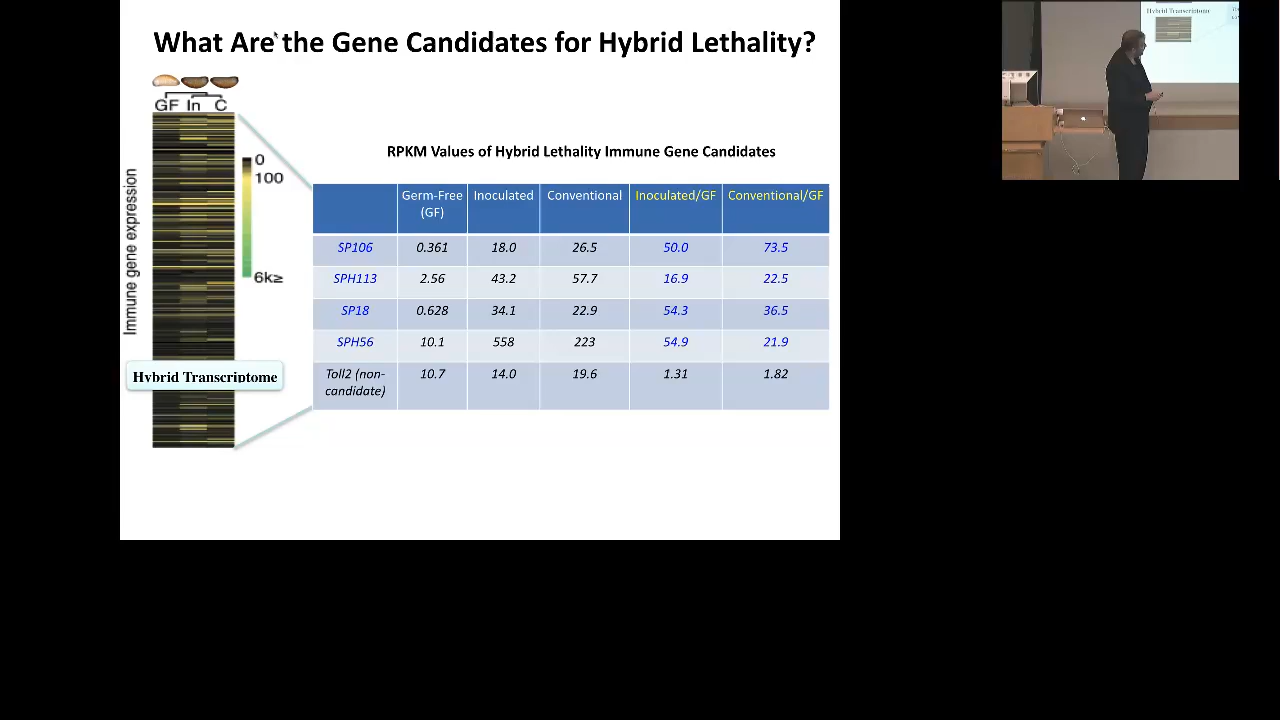 What Are the Gene Candidates for Hybrid Lethality?
GF In C
0
100
6k≥
Immune gene expression
Hybrid Transcriptome
RPKM Values of Hybrid Lethality Immune Gene Candidates
Germ-Free (GF) Inoculated Conventional Inoculated/GF Conventional/GF
SP106 0.361 18.0 26.5 50.0 73.5
SPH113 2.56 43.2 57.7 16.9 22.5
SP18 0.628 34.1 22.9 54.3 36.5
SPH56 10.1 558 223 54.9 21.9
Toll2 (non-candidate) 10.7 14.0 19.6 1.31 1.82
Hybrid Transcriptome